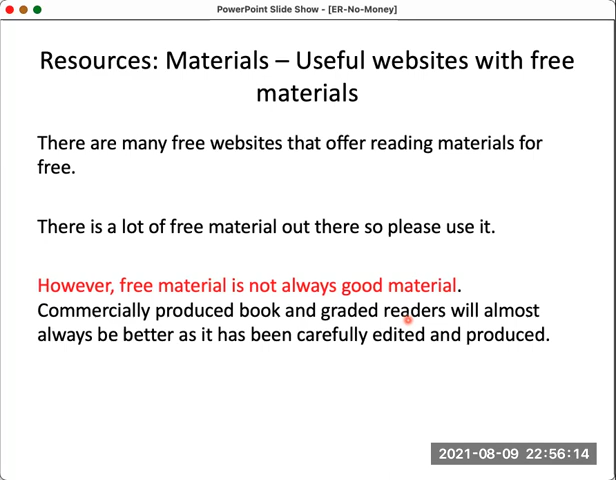 PowerPoint Slide Show - [ER-No-Money]
Resources: Materials – Useful websites with free
materials
There are many free websites that offer reading materials for
free.
There is a lot of free material out there so please use it.
However, free material is not always good material.
Commercially produced book and graded readers will almost
always be better as it has been carefully edited and produced.
2021-08-09 22:56:14